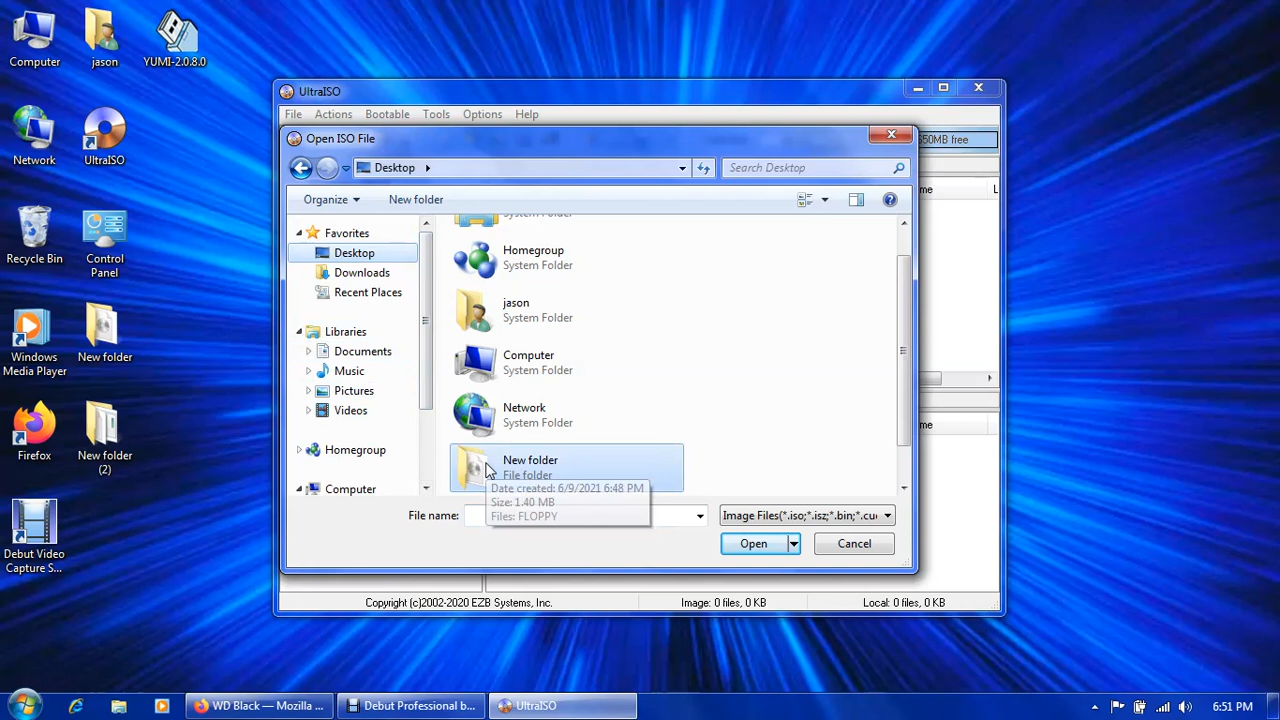 Computer
jason
YUMI-2.0.8.0
Network
UltraISO
Recycle Bin
Control
Panel
Windows
Media Player
New folder
Firefox
New folder
(2)
Debut Video
Capture S...
UltraISO
File Actions Bootable Tools Options Help
Open ISO File
650MB free
Desktop
Search Desktop
Organize
New folder
Favorites
Desktop
Downloads
Recent Places
Libraries
Documents
Music
Pictures
Videos
Homegroup
Computer
System Folder
Homegroup
System Folder
jason
System Folder
Computer
System Folder
Network
System Folder
New folder
File folder
Date created: 6/9/2021 6:48 PM
Size: 1.40 MB
Files: FLOPPY
File name:
Image Files(*.iso;*.isz;*.bin;*.cu
Open
Cancel
me
L
me
Copyright (c)2002-2020 EZB Systems, Inc.
Image: 0 files, 0 KB
Local: 0 files, 0 KB
WD Black — Mozilla ...
Debut Professional b...
UltraISO
6:51 PM